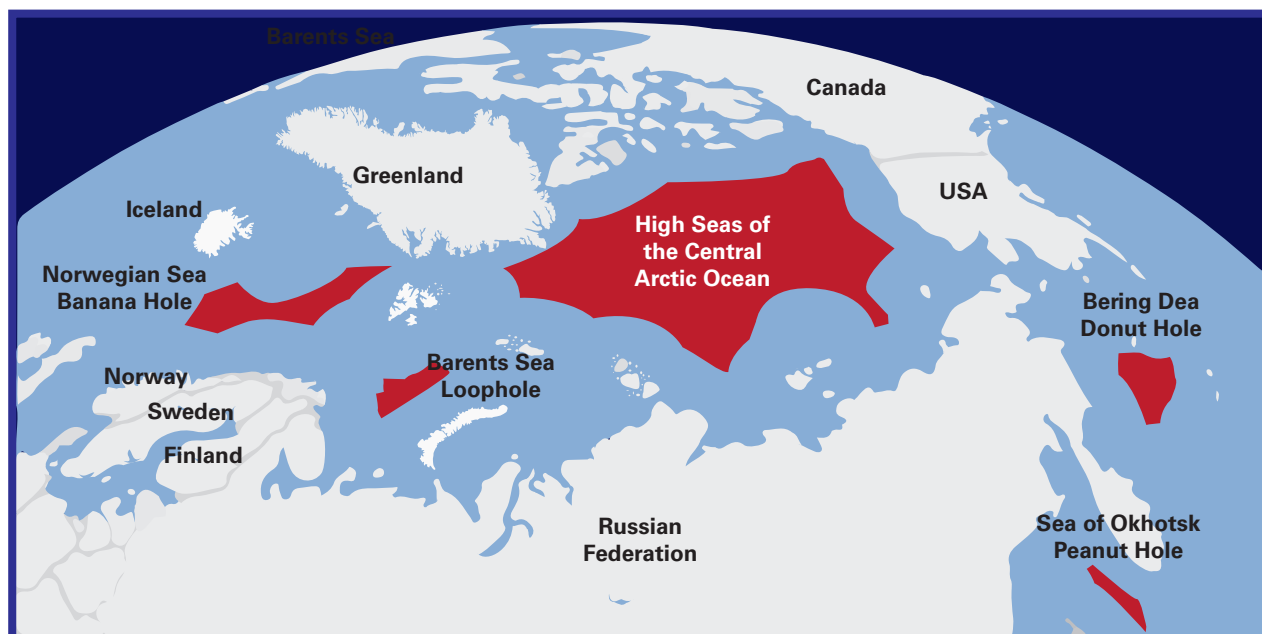 Barents Sea
Canada
Greenland
USA
Iceland
High Seas of
the Central
Arctic Ocean
Norwegian Sea
Banana Hole
Bering Dea
Donut Hole
Barents Sea
Loophole
Norway
Sweden
Finland
Russian
Federation
Sea of Okhotsk
Peanut Hole